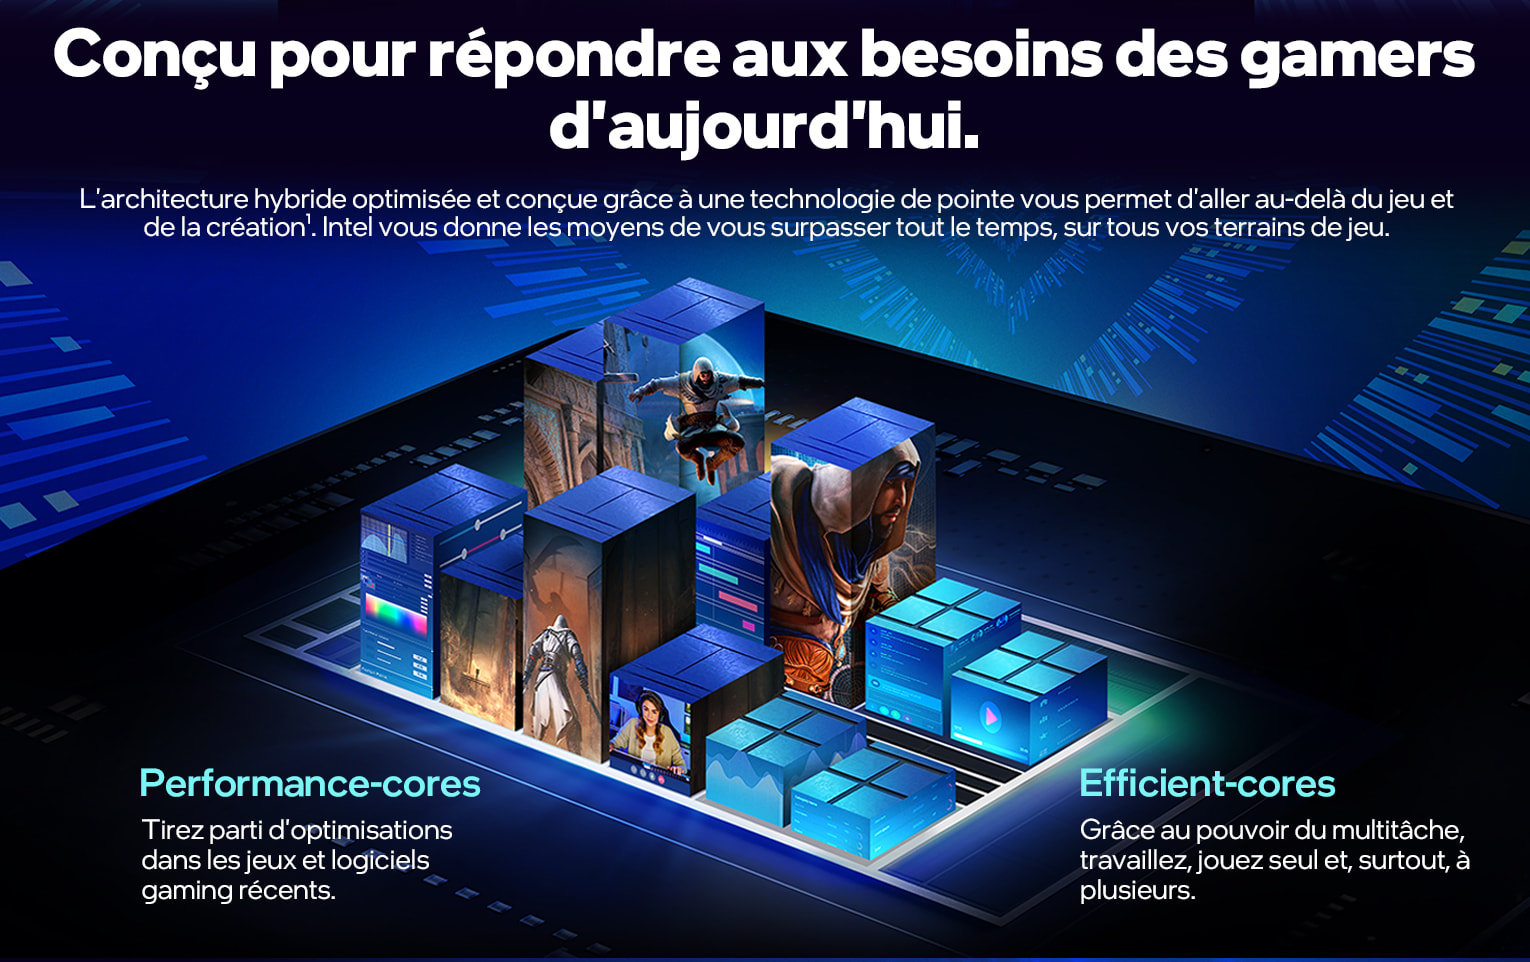 Conçu pour répondre aux besoins des gamers
d'aujourd'hui.
L'architecture hybride optimisée et conçue grâce à une technologie de pointe vous permet d'aller au-delà du jeu et
de la création¹. Intel vous donne les moyens de vous surpasser tout le temps, sur tous vos terrains de jeu.
Performance-cores
Tirez parti d'optimisations
dans les jeux et logiciels
gaming récents.
Efficient-cores
Grâce au pouvoir du multitâche,
travaillez, jouez seul et, surtout, à
plusieurs.